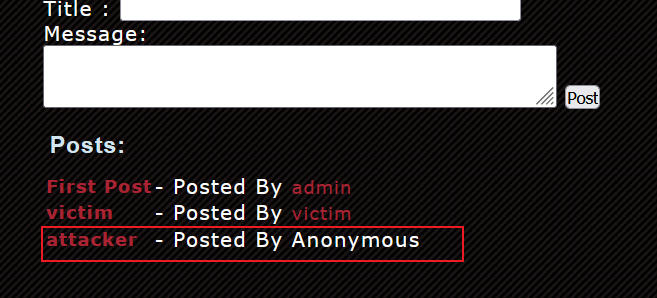 Title :
Message:
Post
Posts:
First Post - Posted By admin
victim - Posted By victim
attacker - Posted By Anonymous